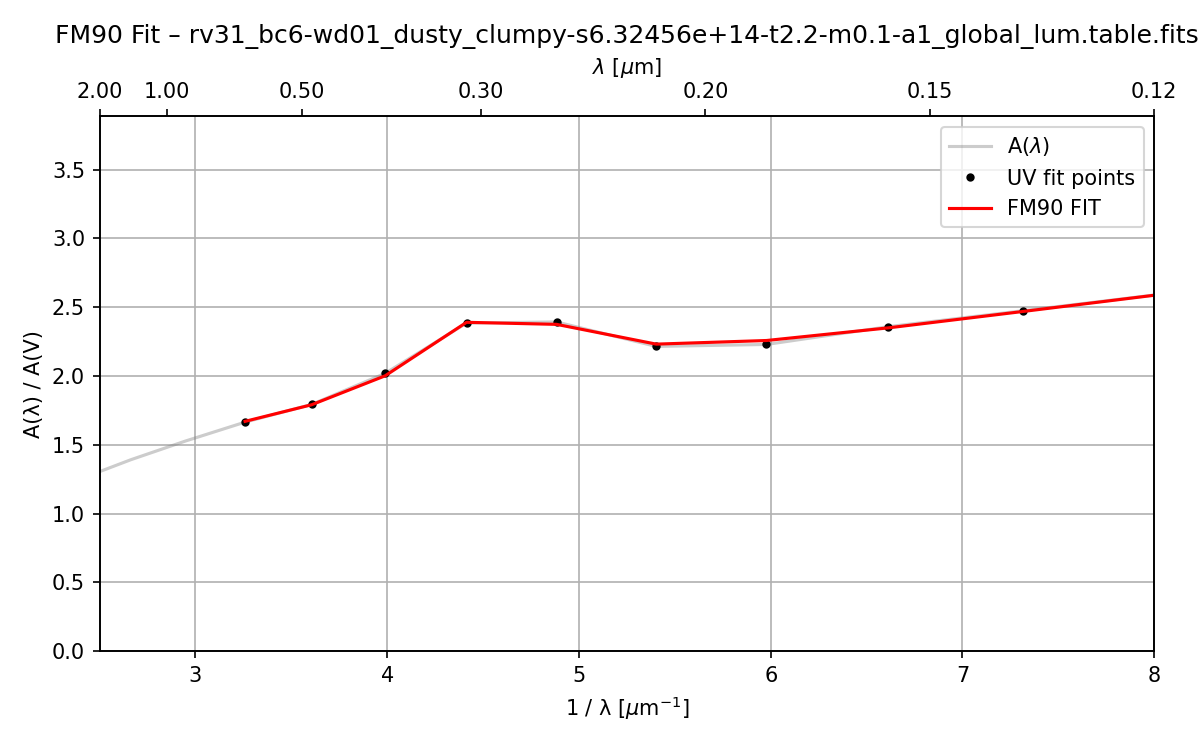 FM90 Fit – rv31_bc6-wd01_dusty_clumpy-s6.32456e+14-t2.2-m0.1-a1_global_lum.table.fits
λ [μm]
2.00 1.00 0.50 0.30 0.20 0.15 0.12
A(λ)
UV fit points
FM90 FIT
A(λ) / A(V)
3.5
3.0
2.5
2.0
1.5
1.0
0.5
0.0
3 4 5 6 7 8
1 / λ [μm⁻¹]